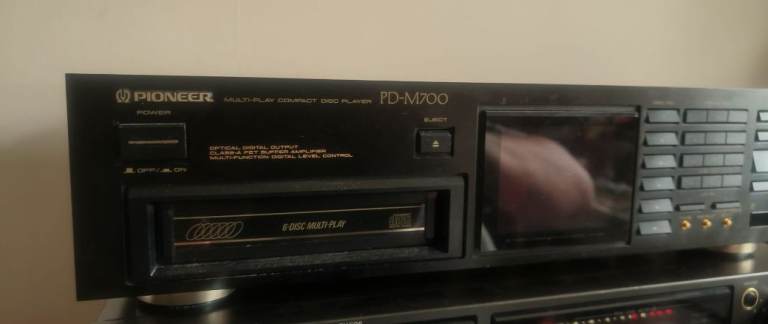 PIONEER MULTI-PLAY COMPACT DISC PLAYER PD-M700
POWER
EJECT
OPTICAL DIGITAL OUTPUT
CLASS-A FET BUFFER AMPLIFIER
MULTI-FUNCTION DIGITAL LEVEL CONTROL
OFF/ ON
6-DISC MULTI-PLAY